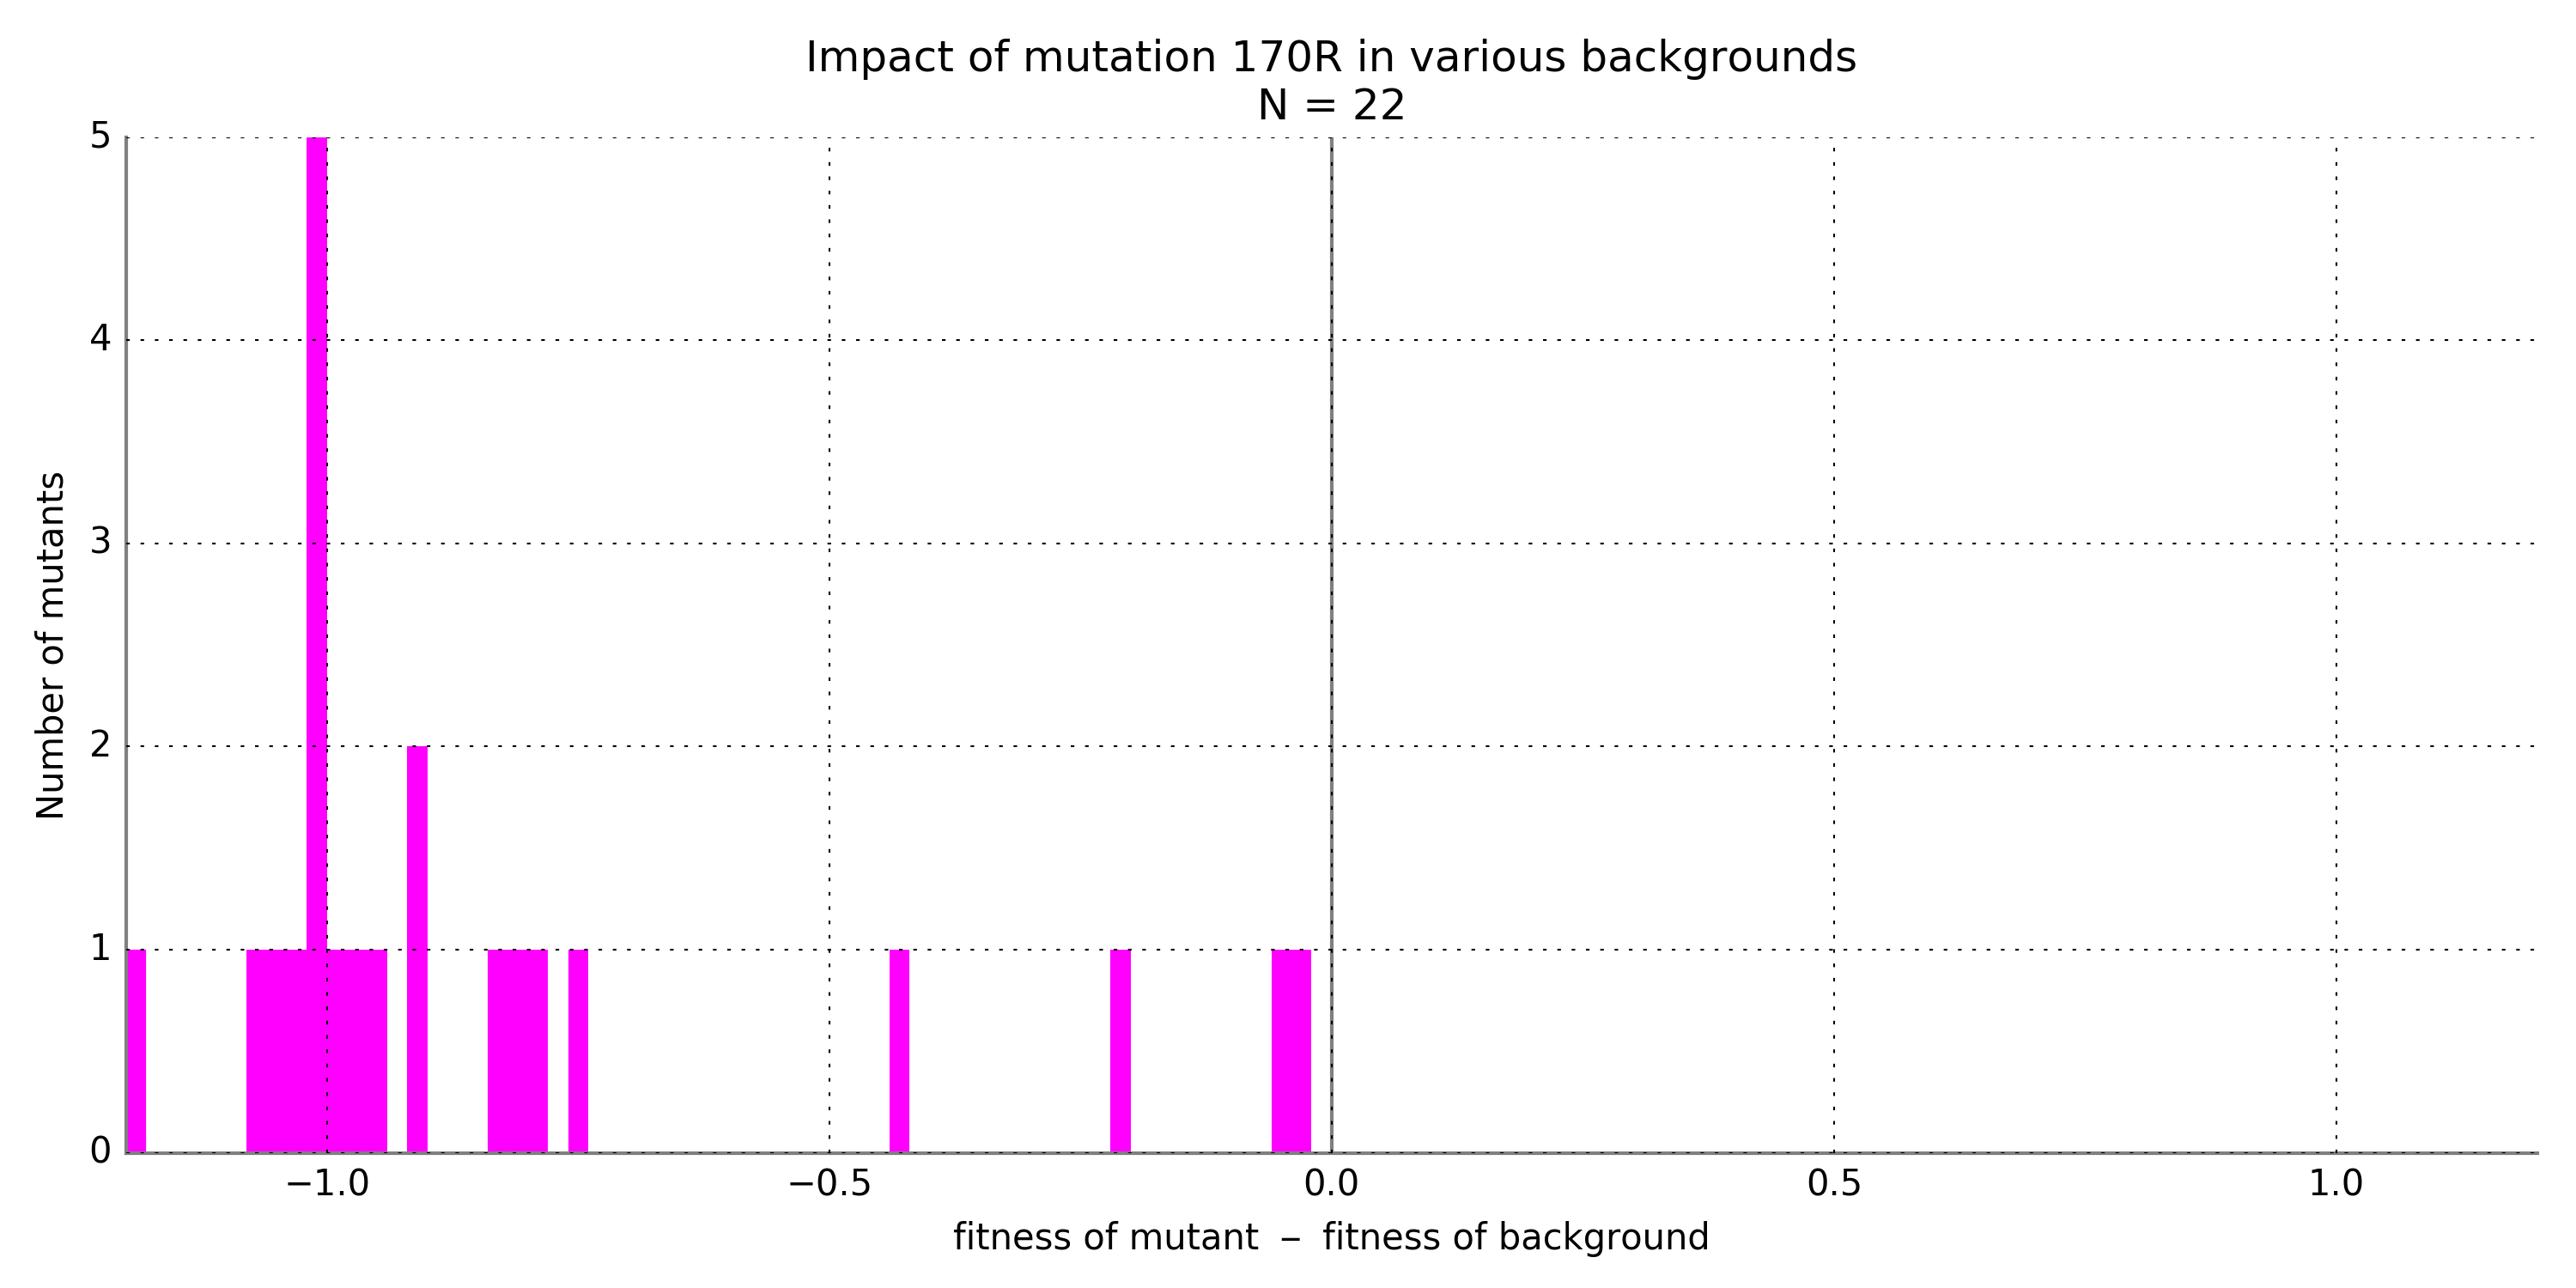 Impact of mutation 170R in various backgrounds
N = 22
5
4
3
2
1
0
Number of mutants
−1.0 −0.5 0.0 0.5 1.0
fitness of mutant – fitness of background